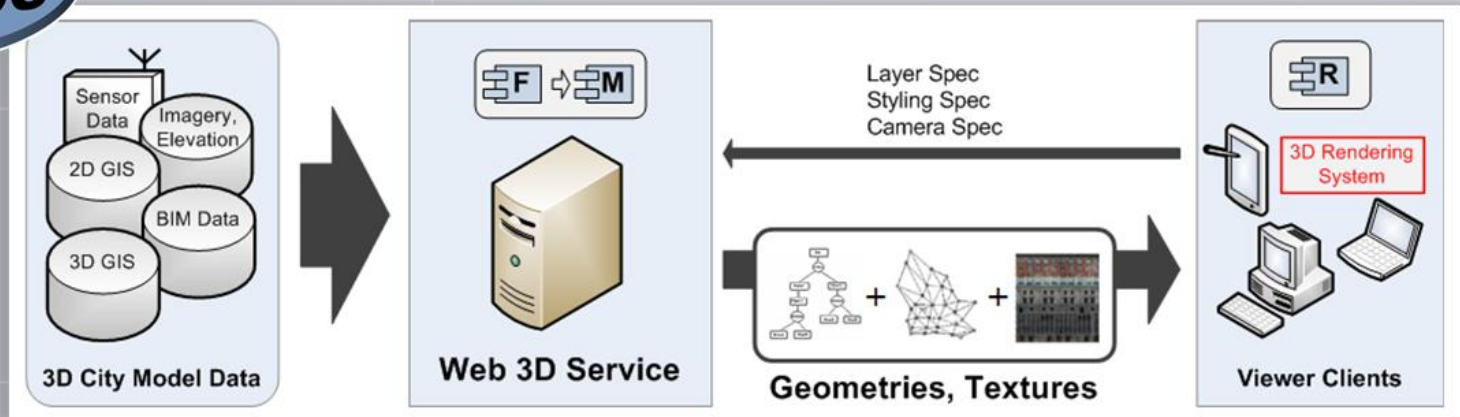 Sensor
Data
Imagery,
Elevation
2D GIS
BIM Data
3D GIS
3D City Model Data
F
M
Web 3D Service
Layer Spec
Styling Spec
Camera Spec
Geometries, Textures
+
+
R
3D Rendering
System
Viewer Clients